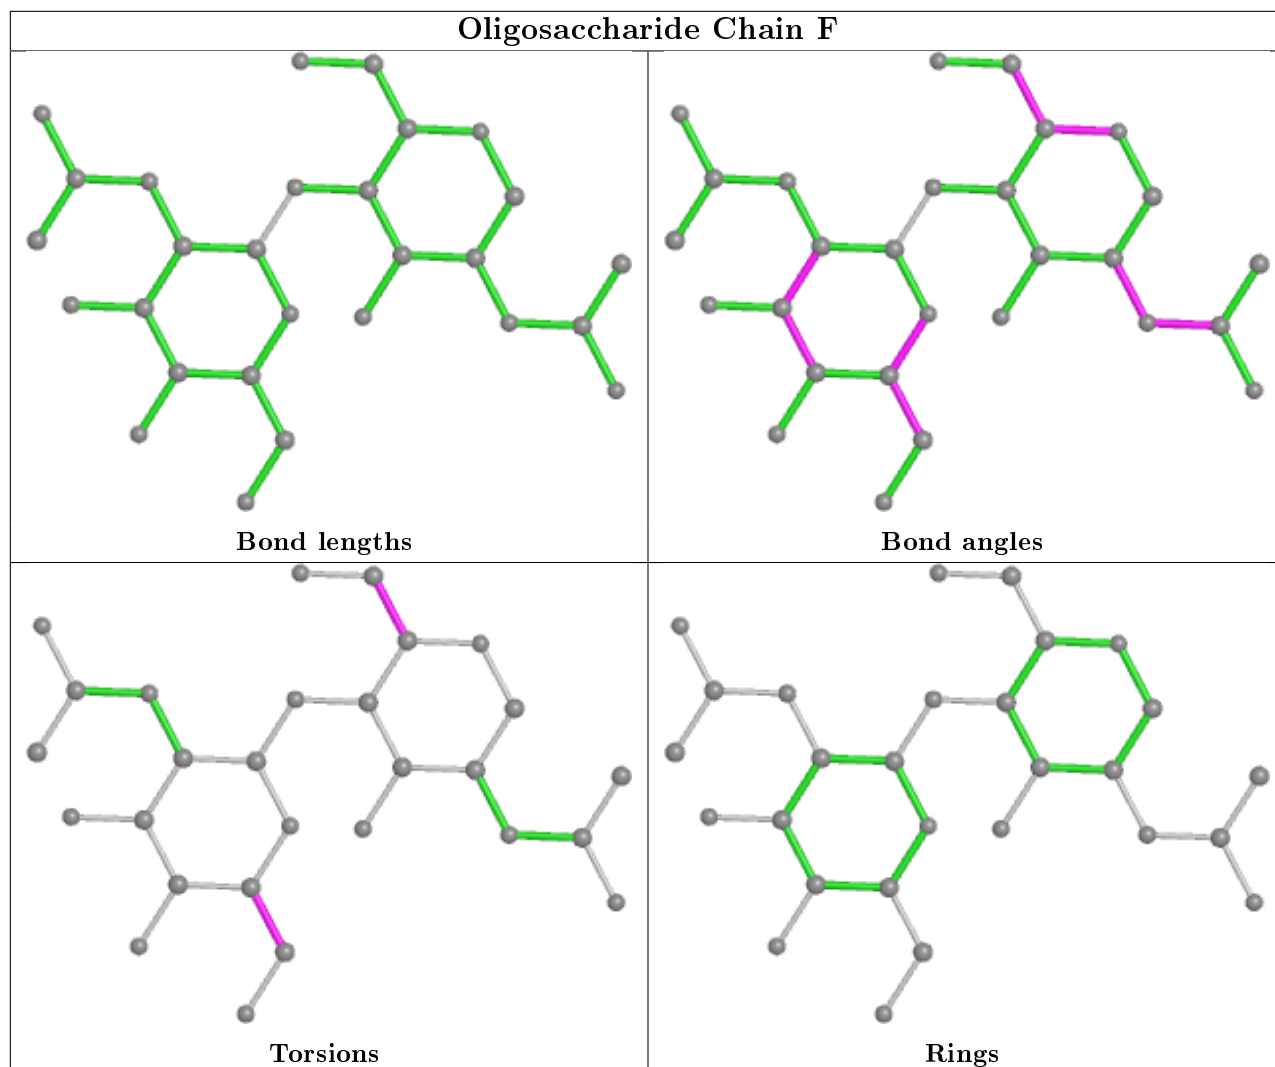 Oligosaccharide Chain F
Bond lengths
Bond angles
Torsions
Rings